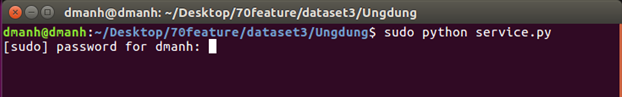 dmanh@dmanh: ~/Desktop/70feature/dataset3/Ungdung
dmanh@dmanh:~/Desktop/70feature/dataset3/Ungdung$ sudo python service.py
[sudo] password for dmanh: